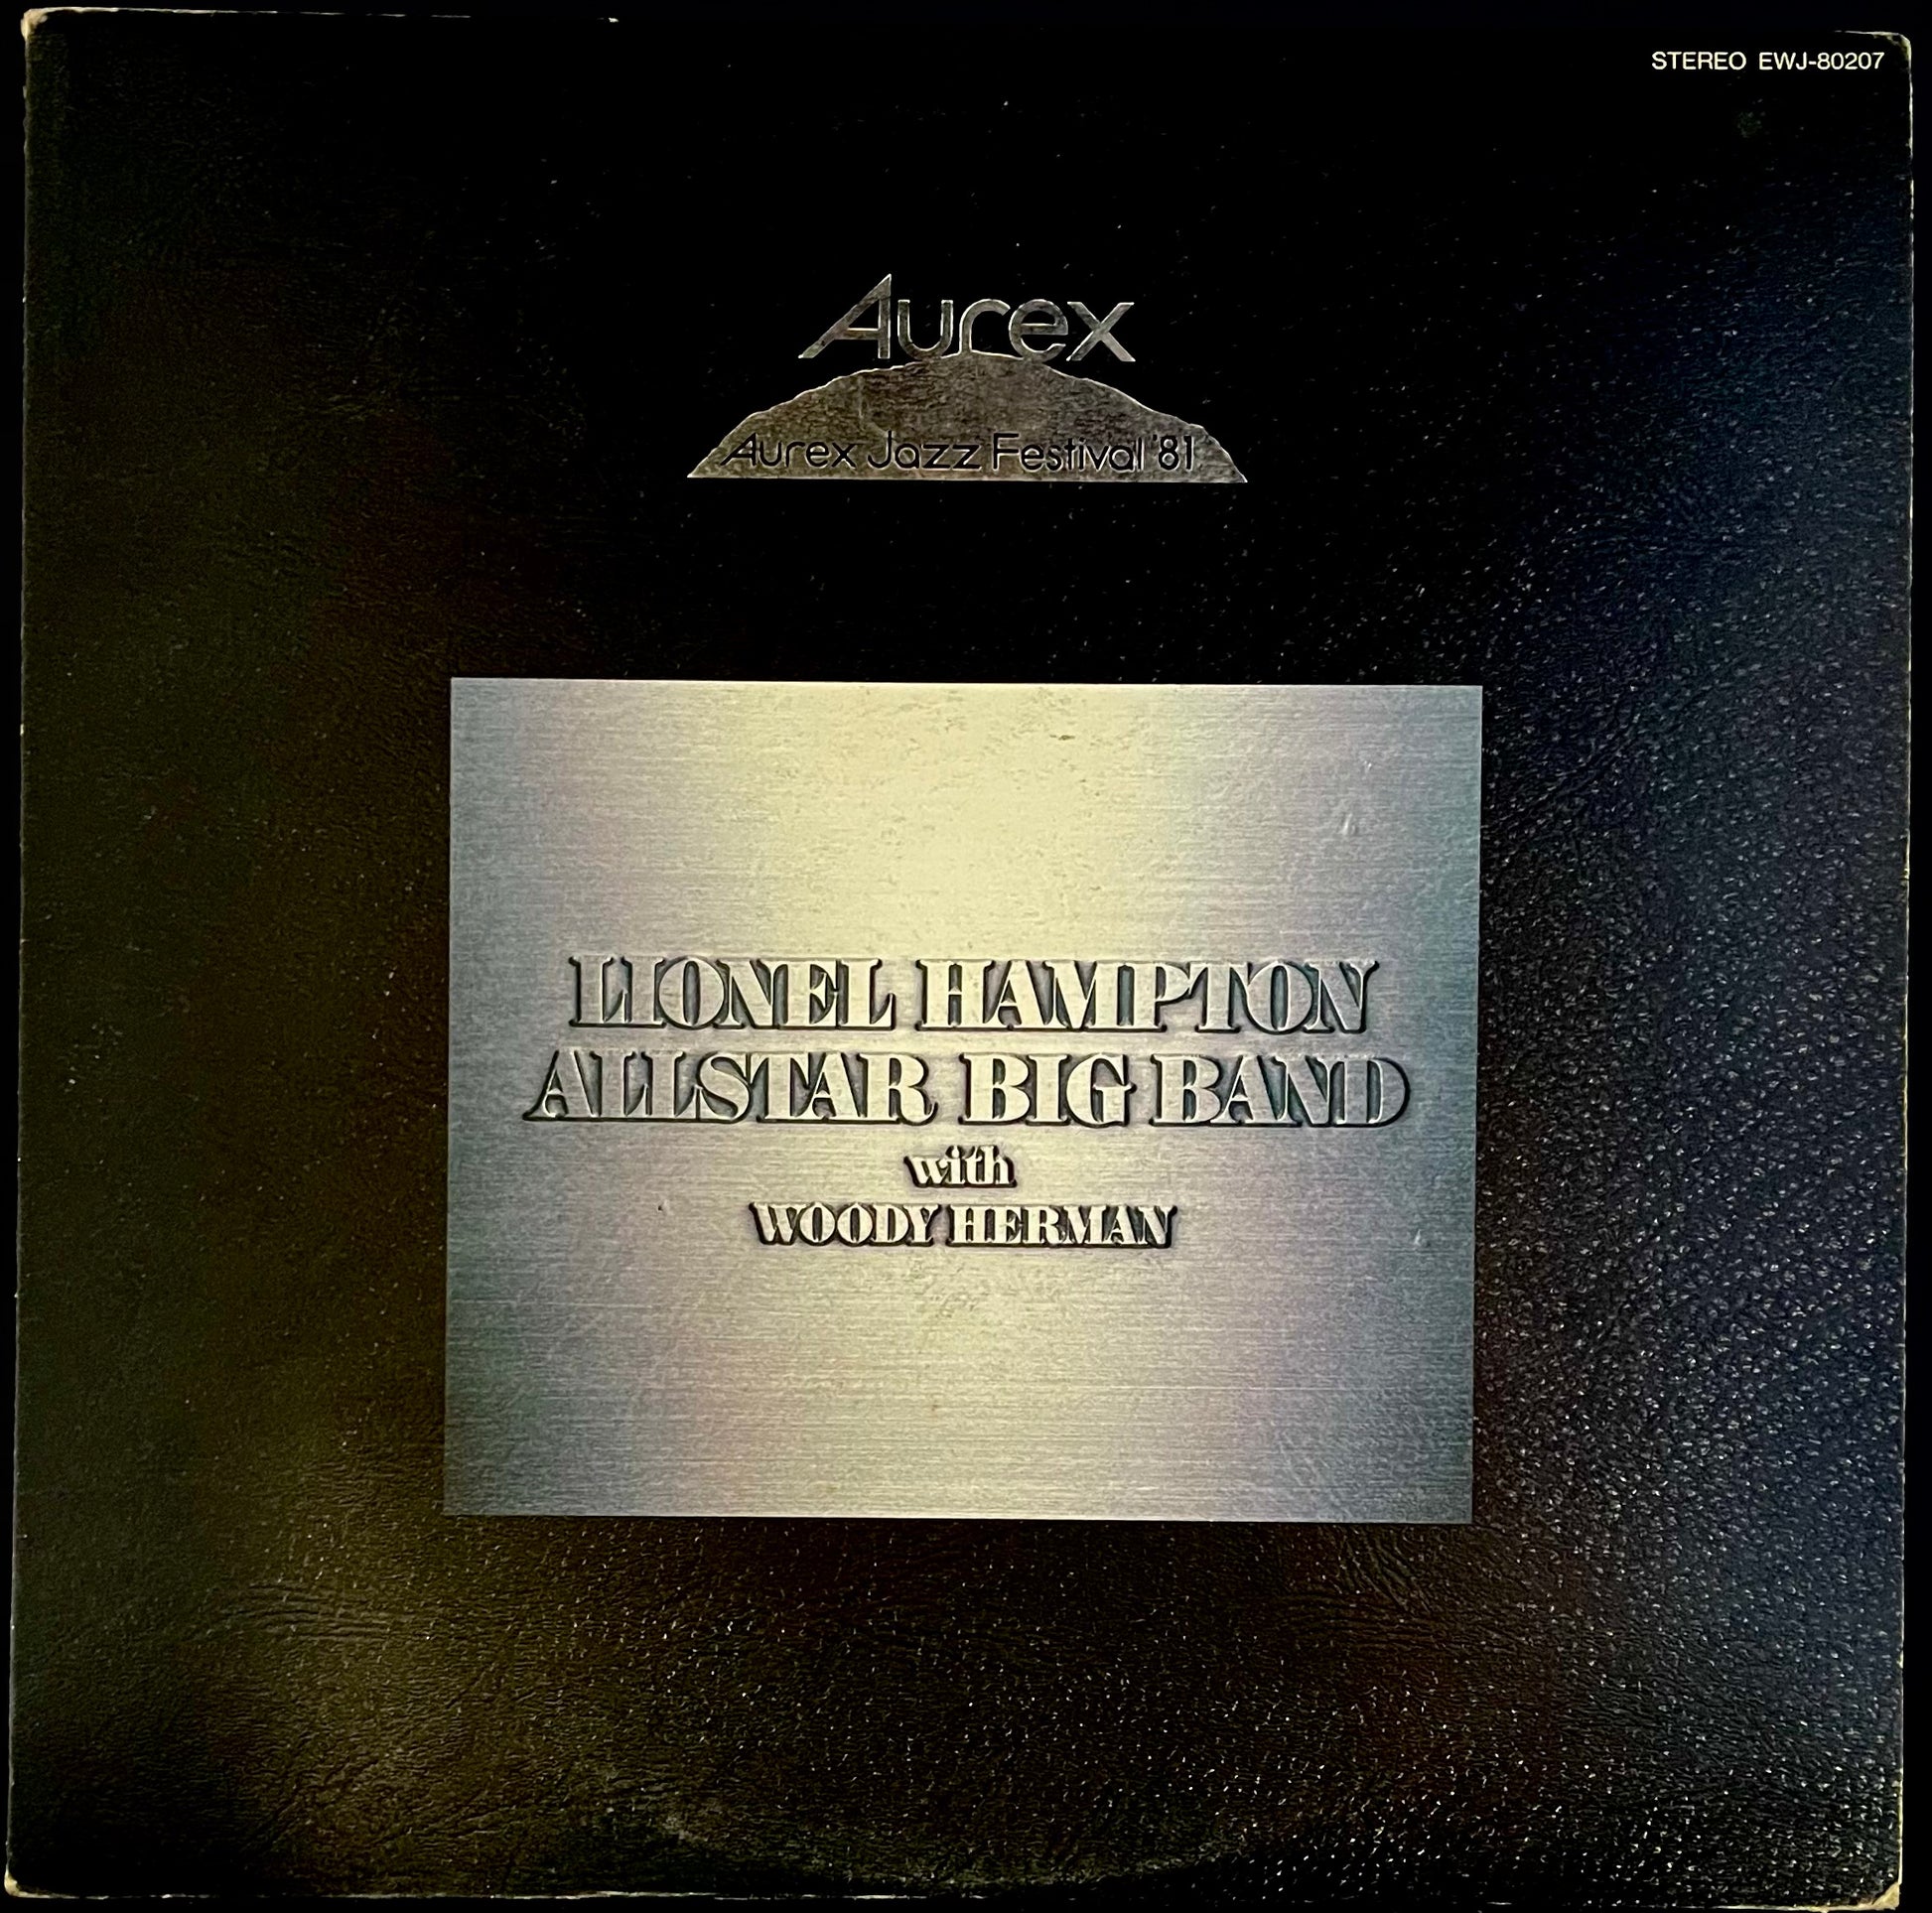 STEREO EWJ-80207
Aurex
Aurex Jazz Festival '81
LIONEL HAMPTON
ALLSTAR BIG BAND
with
WOODY HERMAN